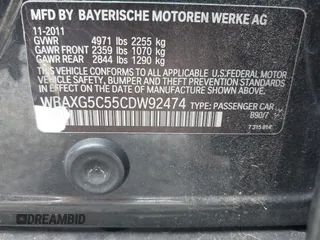 MFD BY BAYERISCHE MOTOREN WERKE AG
11-2011
GVWR 4971 lbs 2255 kg
GAWR FRONT 2359 lbs 1070 kg
GAWR REAR 2844 lbs 1290 kg
THIS VEHICLE CONFORMS TO ALL APPLICABLE U.S. FEDERAL MOTOR VEHICLE
SAFETY, BUMPER, AND THEFT PREVENTION STANDARDS IN EFFECT
ON THE DATE OF MANUFACTURE SHOWN ABOVE.
WBAXG5C55CDW92474 TYPE: PASSENGER CAR
B90/7
DREAMBID